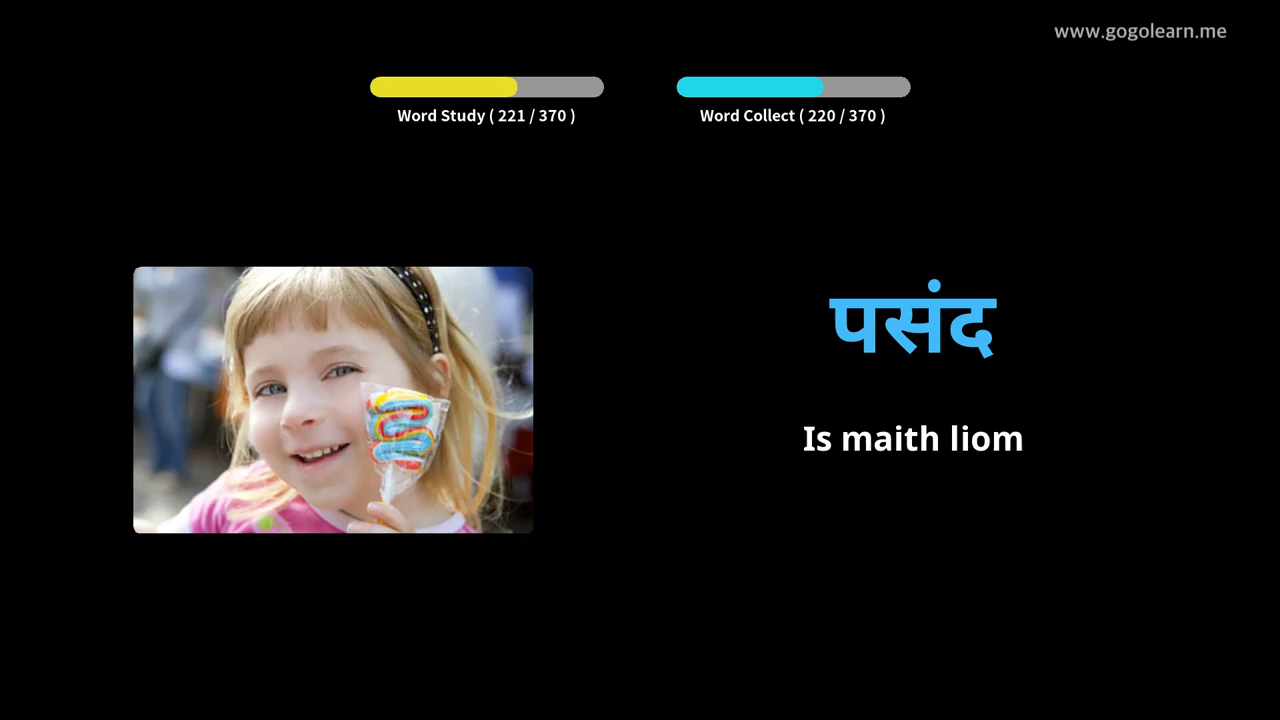 www.gogolearn.me
Word Study ( 221 / 370 )
Word Collect ( 220 / 370 )
पसंद
Is maith liom